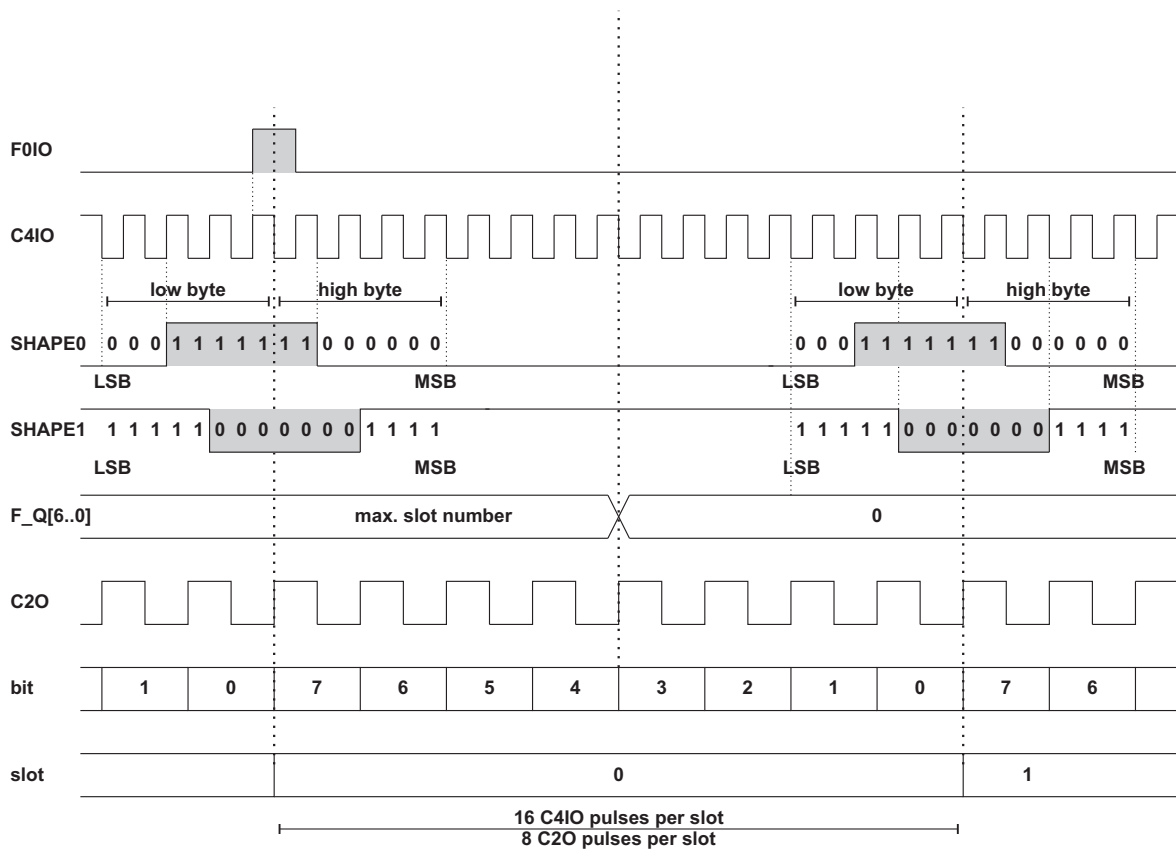 F0IO
C4IO
low byte high byte low byte high byte
SHAPE0 0 0 0 1 1 1 1 1 1 1 0 0 0 0 0 0 0 0 0 1 1 1 1 1 1 1 0 0 0 0 0 0
LSB MSB LSB MSB
SHAPE1 1 1 1 1 1 0 0 0 0 0 0 0 1 1 1 1 1 1 1 1 1 0 0 0 0 0 0 0 1 1 1 1
LSB MSB LSB MSB
F_Q[6..0] max. slot number 0
C2O
bit 1 0 7 6 5 4 3 2 1 0 7 6
slot 0 1
16 C4IO pulses per slot
8 C2O pulses per slot